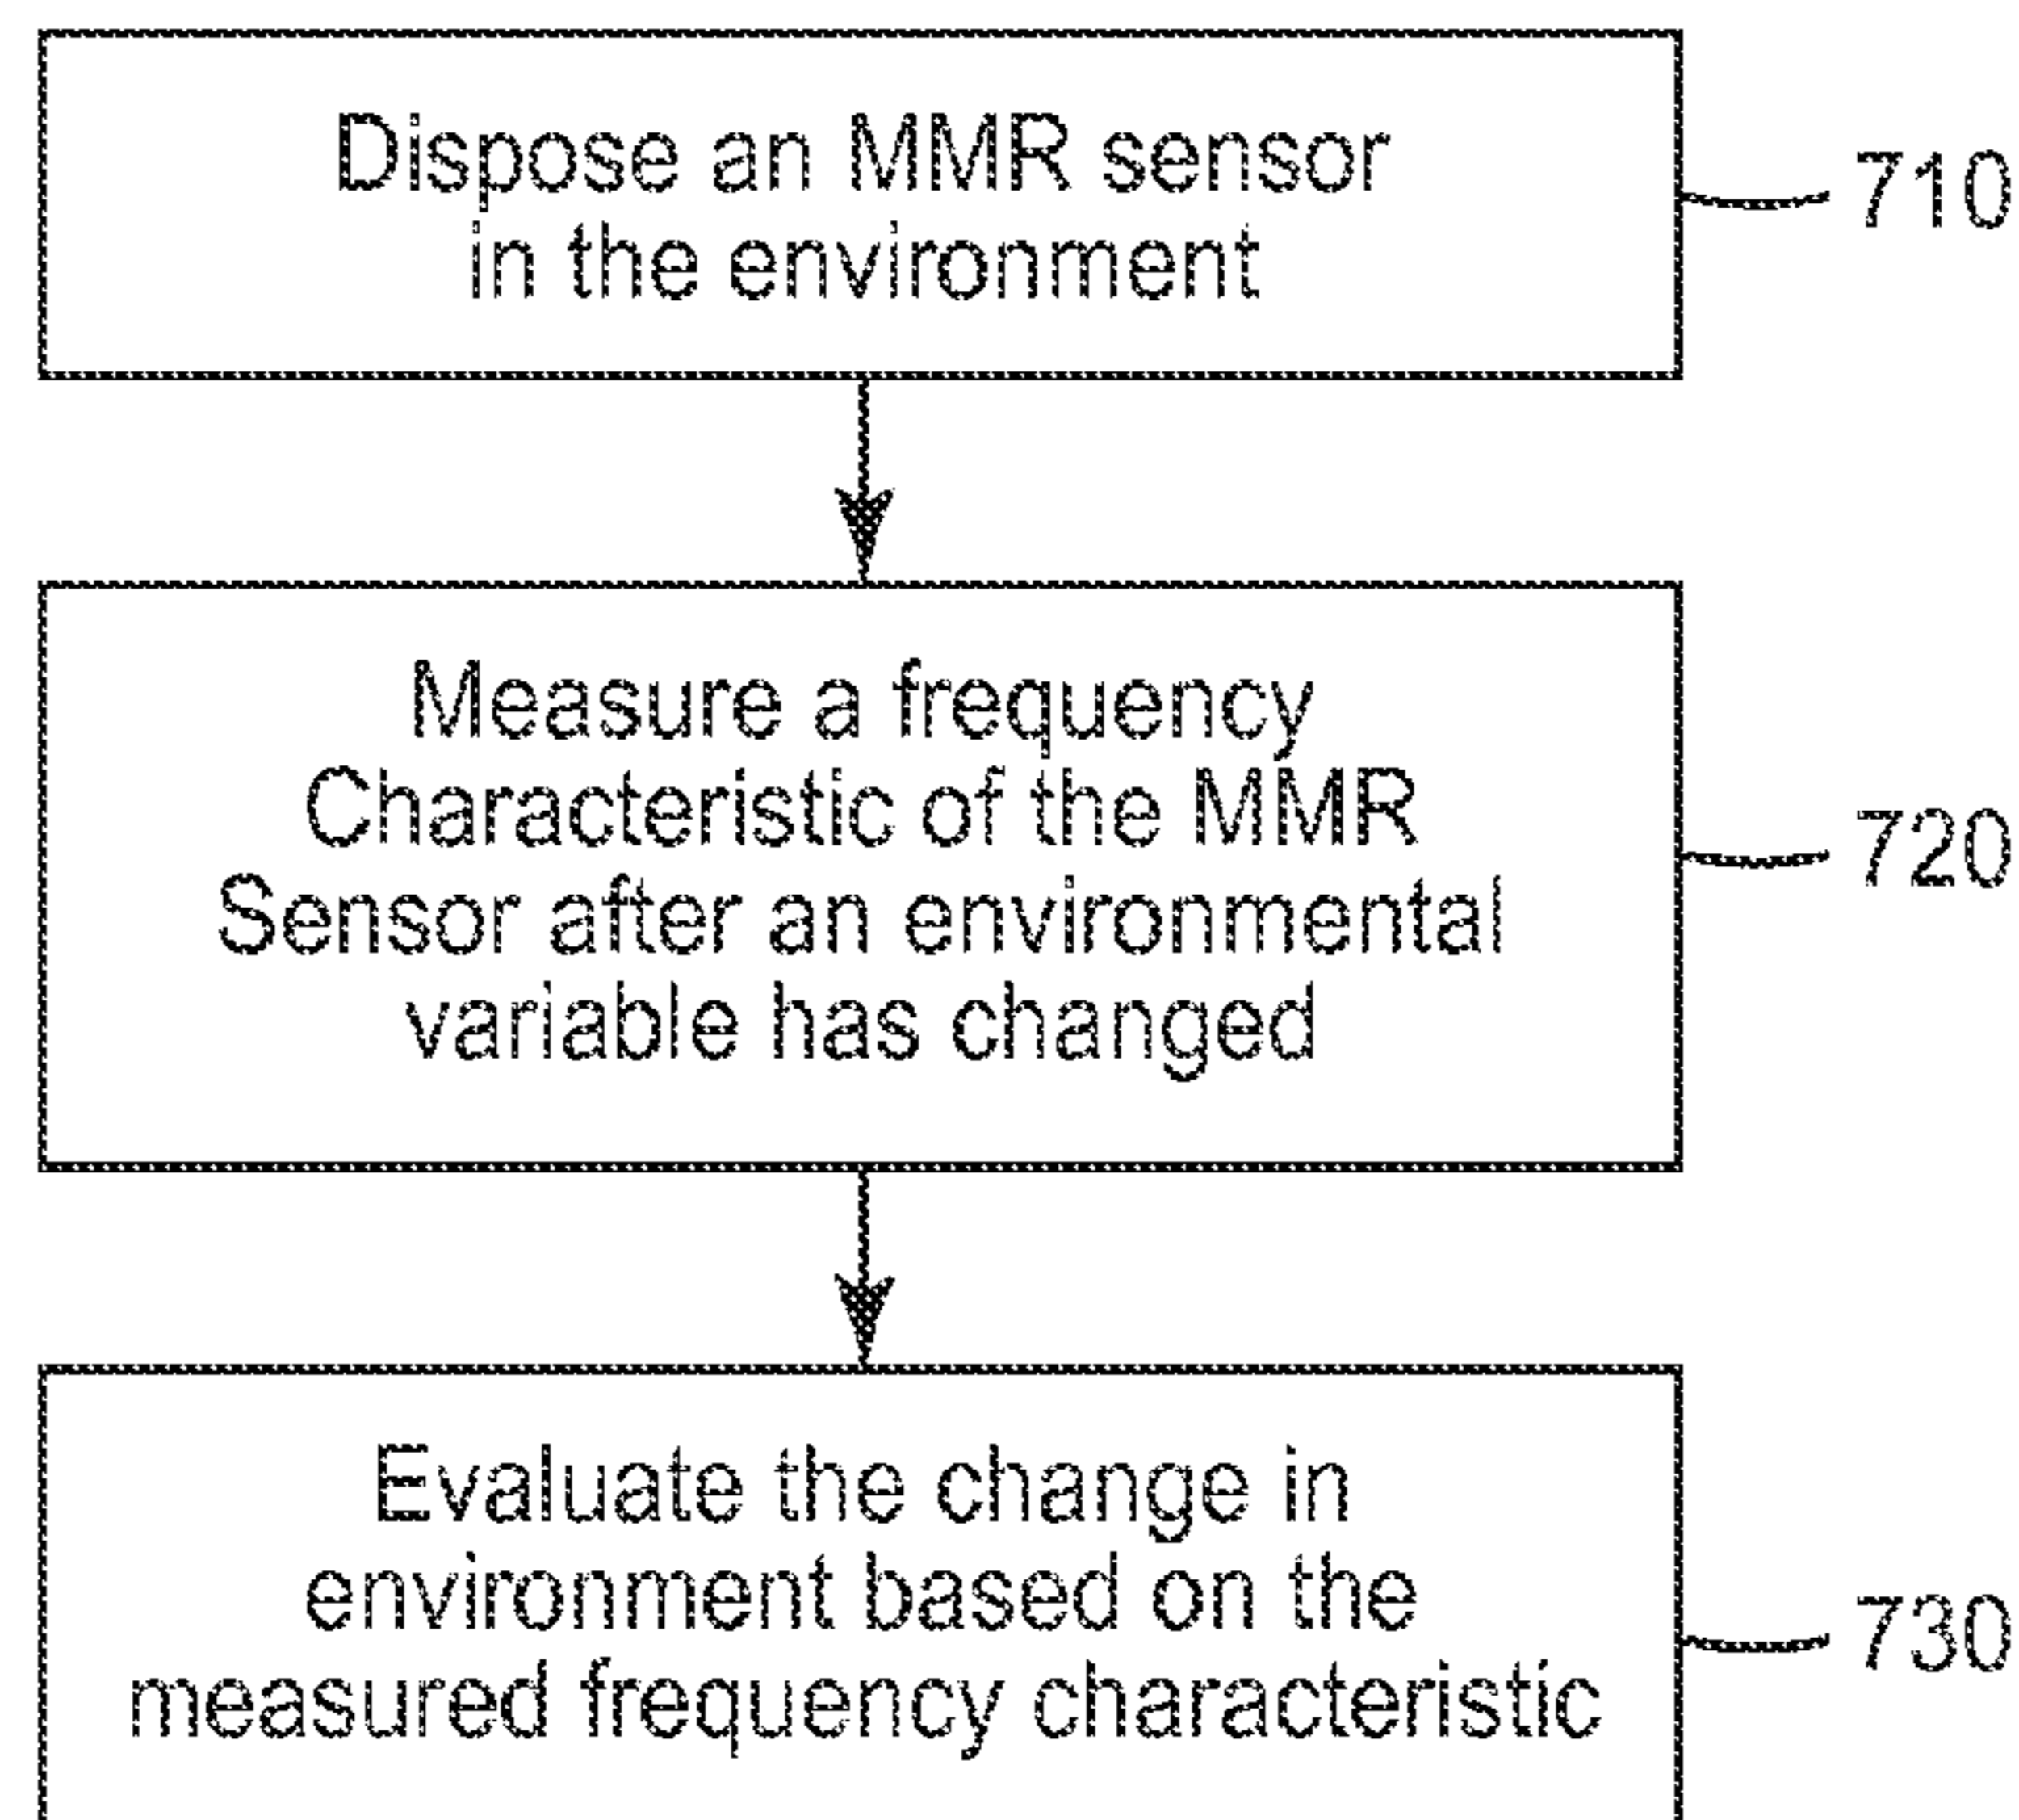 Dispose an MMR sensor
in the environment
710
Measure a frequency
Characteristic of the MMR
Sensor after an environmental
variable has changed
720
Evaluate the change in
environment based on the
measured frequency characteristic
730